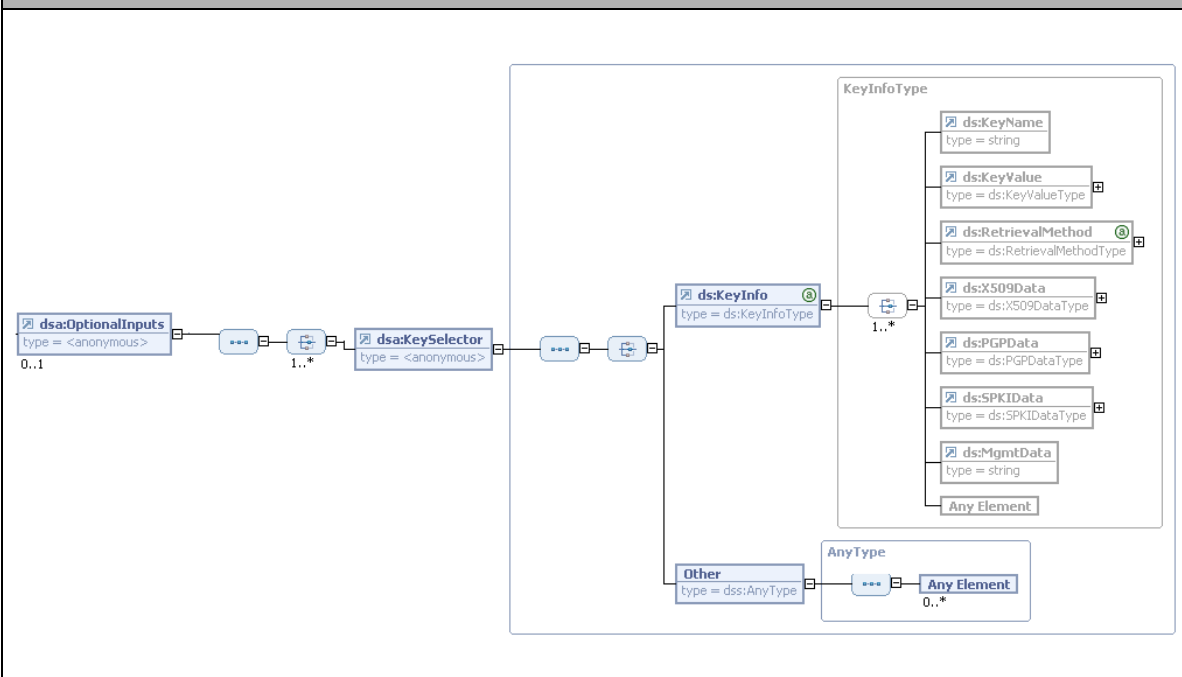 KeyInfoType
ds:KeyName
type = string
ds:KeyValue
type = ds:KeyValueType
ds:RetrievalMethod
a
type = ds:RetrievalMethodType
ds:X509Data
type = ds:X509DataType
ds:PGPData
type = ds:PGPDataType
ds:SPKIData
type = ds:SPKIDataType
ds:MgmtData
type = string
Any Element
1..*
ds:KeyInfo
a
type = ds:KeyInfoType
dsa:OptionalInputs
type = <anonymous>
0..1
1..*
dsa:KeySelector
type = <anonymous>
Other
type = dss:AnyType
AnyType
Any Element
0..*